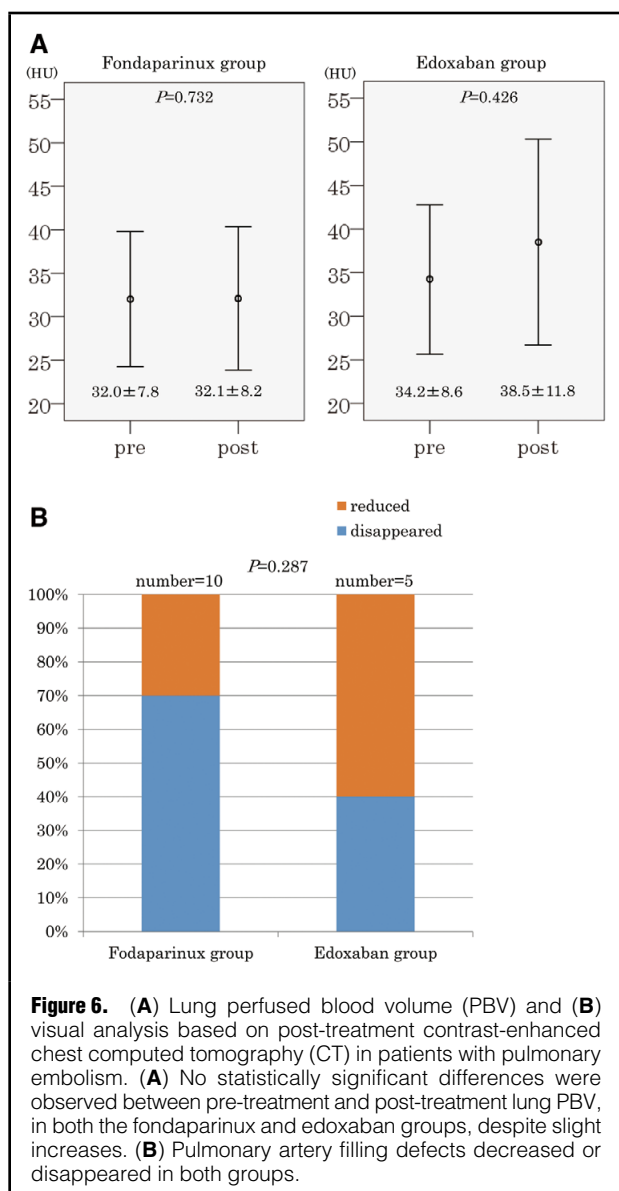 A
(HU) Fondaparinux group
P=0.732
55
50
45
40
35
30
25
20
32.0±7.8 32.1±8.2
pre post
Edoxaban group
(HU)
P=0.426
55
50
45
40
35
30
25
20
34.2±8.6 38.5±11.8
pre post
B
reduced
disappeared
P=0.287
number=10 number=5
100%
90%
80%
70%
60%
50%
40%
30%
20%
10%
0%
Fodaparinux group Edoxaban group
Figure 6. (A) Lung perfused blood volume (PBV) and (B)
visual analysis based on post-treatment contrast-enhanced
chest computed tomography (CT) in patients with pulmonary
embolism. (A) No statistically significant differences were
observed between pre-treatment and post-treatment lung PBV,
in both the fondaparinux and edoxaban groups, despite slight
increases. (B) Pulmonary artery filling defects decreased or
disappeared in both groups.